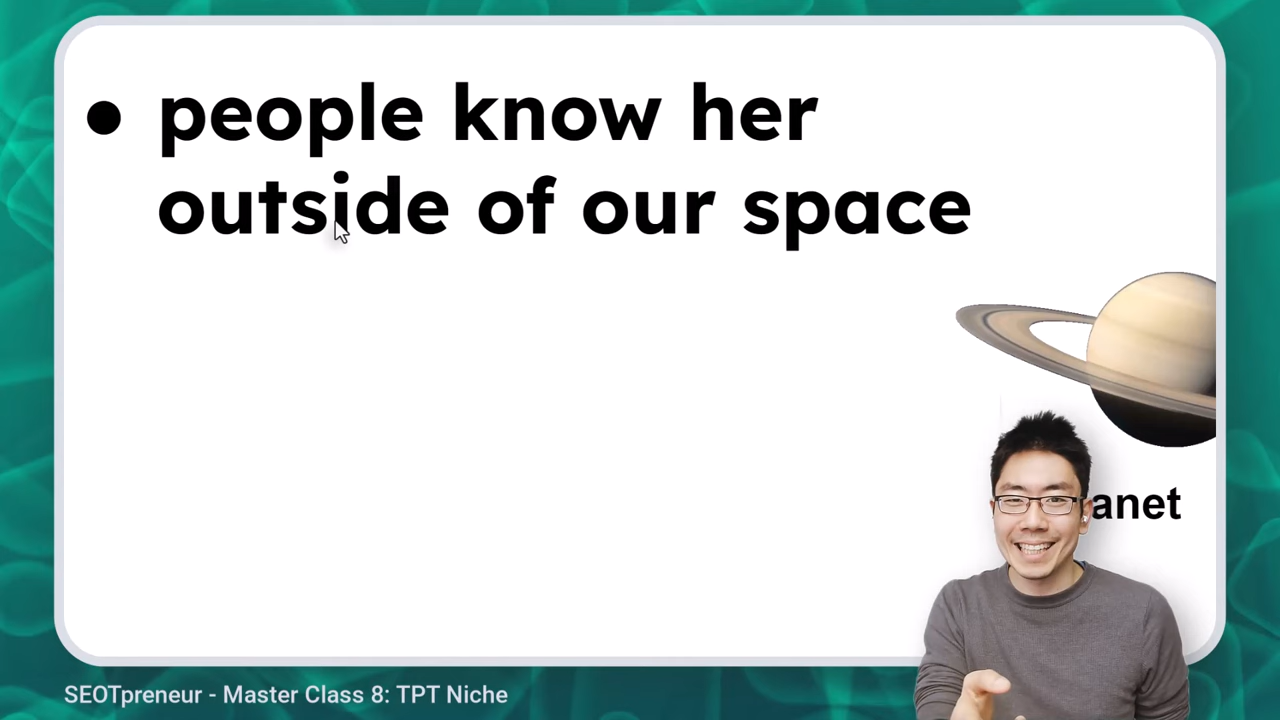 • people know her
outside of our space
anet
SEOTpreneur - Master Class 8: TPT Niche